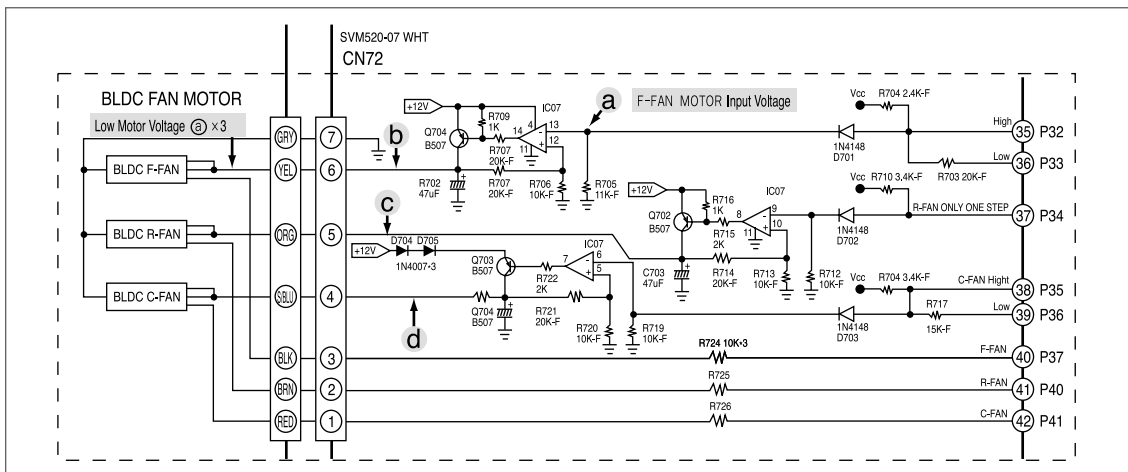 SVM520-07 WHT
CN72
BLDC FAN MOTOR
Low Motor Voltage ⓐ ×3
a F-FAN MOTOR Input Voltage
+12V
R709
1K
IC07
Q704
B507
14
4
11
13
12
-
+
R707
20K-F
R702
47uF
R707
20K-F
R706
10K-F
R705
11K-F
Vcc
R704 2.4K-F
1N4148
D701
High
35 P32
Low
36 P33
R703 20K-F
R710 3.4K-F
Vcc
R-FAN ONLY ONE STEP
37 P34
1N4148
D702
+12V
R716
1K
IC07
Q702
B507
8
11
9
10
-
+
R715
2K
C703
47uF
R714
20K-F
R713
10K-F
R712
10K-F
GRY
7
b
BLDC F-FAN
YEL
6
c
BLDC R-FAN
ORG
5
D704 D705
+12V
1N4007*3
Q703
B507
IC07
7
6
5
-
+
R722
2K
BLDC C-FAN
S/BLU
4
d
Q704
B507
R721
20K-F
R720
10K-F
R719
10K-F
Vcc
R704 3.4K-F
C-FAN Hight
38 P35
1N4148
D703
R717
15K-F
Low
39 P36
BLK
3
R724 10K*3
F-FAN
40 P37
BRN
2
R725
R-FAN
41 P40
RED
1
R726
C-FAN
42 P41